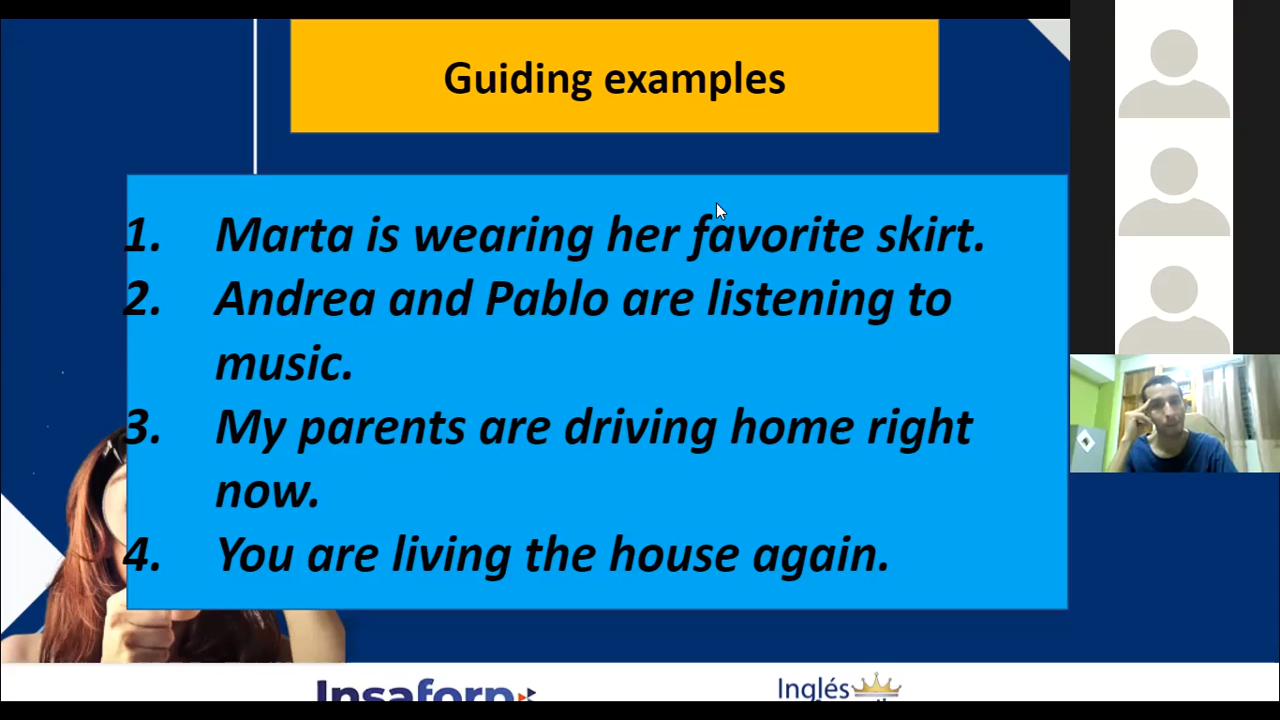 Guiding examples
1. Marta is wearing her favorite skirt.
2. Andrea and Pablo are listening to
music.
3. My parents are driving home right
now.
4. You are living the house again.
Insaforp
Inglés